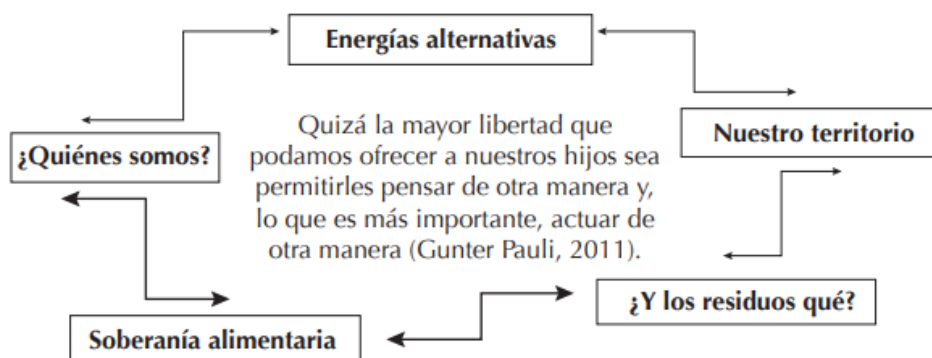 Energías alternativas
Nuestro territorio
¿Quiénes somos?
Quizá la mayor libertad que
podamos ofrecer a nuestros hijos sea
permitirles pensar de otra manera y,
lo que es más importante, actuar de
otra manera (Gunter Pauli, 2011).
¿Y los residuos qué?
Soberanía alimentaria